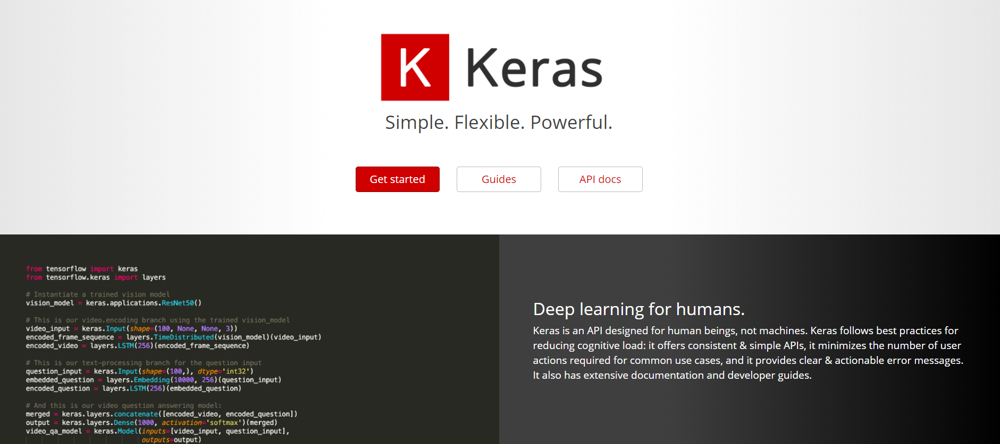 K Keras
Simple. Flexible. Powerful.
Get started
Guides
API docs
from tensorflow import keras
from tensorflow.keras import layers
# Instantiate a trained vision model
vision_model = keras.applications.ResNet50()
# This is our video.encoding branch using the trained vision_model
video_input = keras.Input(shape=(100, None, None, 3))
encoded_frame_sequence = layers.TimeDistributed(vision_model)(video_input)
encoded_video = layers.LSTM(256)(encoded_frame_sequence)
# This is our text-processing branch for the question input
question_input = keras.Input(shape=(100,), dtype='int32')
embedded_question = layers.Embedding(10000, 256)(question_input)
encoded_question = layers.LSTM(256)(embedded_question)
# And this is our video question answering model:
merged = keras.layers.concatenate([encoded_video, encoded_question])
output = keras.layers.Dense(1000, activation='softmax')(merged)
video_qa_model = keras.Model(inputs=[video_input, question_input],
outputs=output)
Deep learning for humans.
Keras is an API designed for human beings, not machines. Keras follows best practices for
reducing cognitive load: it offers consistent & simple APIs, it minimizes the number of user
actions required for common use cases, and it provides clear & actionable error messages.
It also has extensive documentation and developer guides.